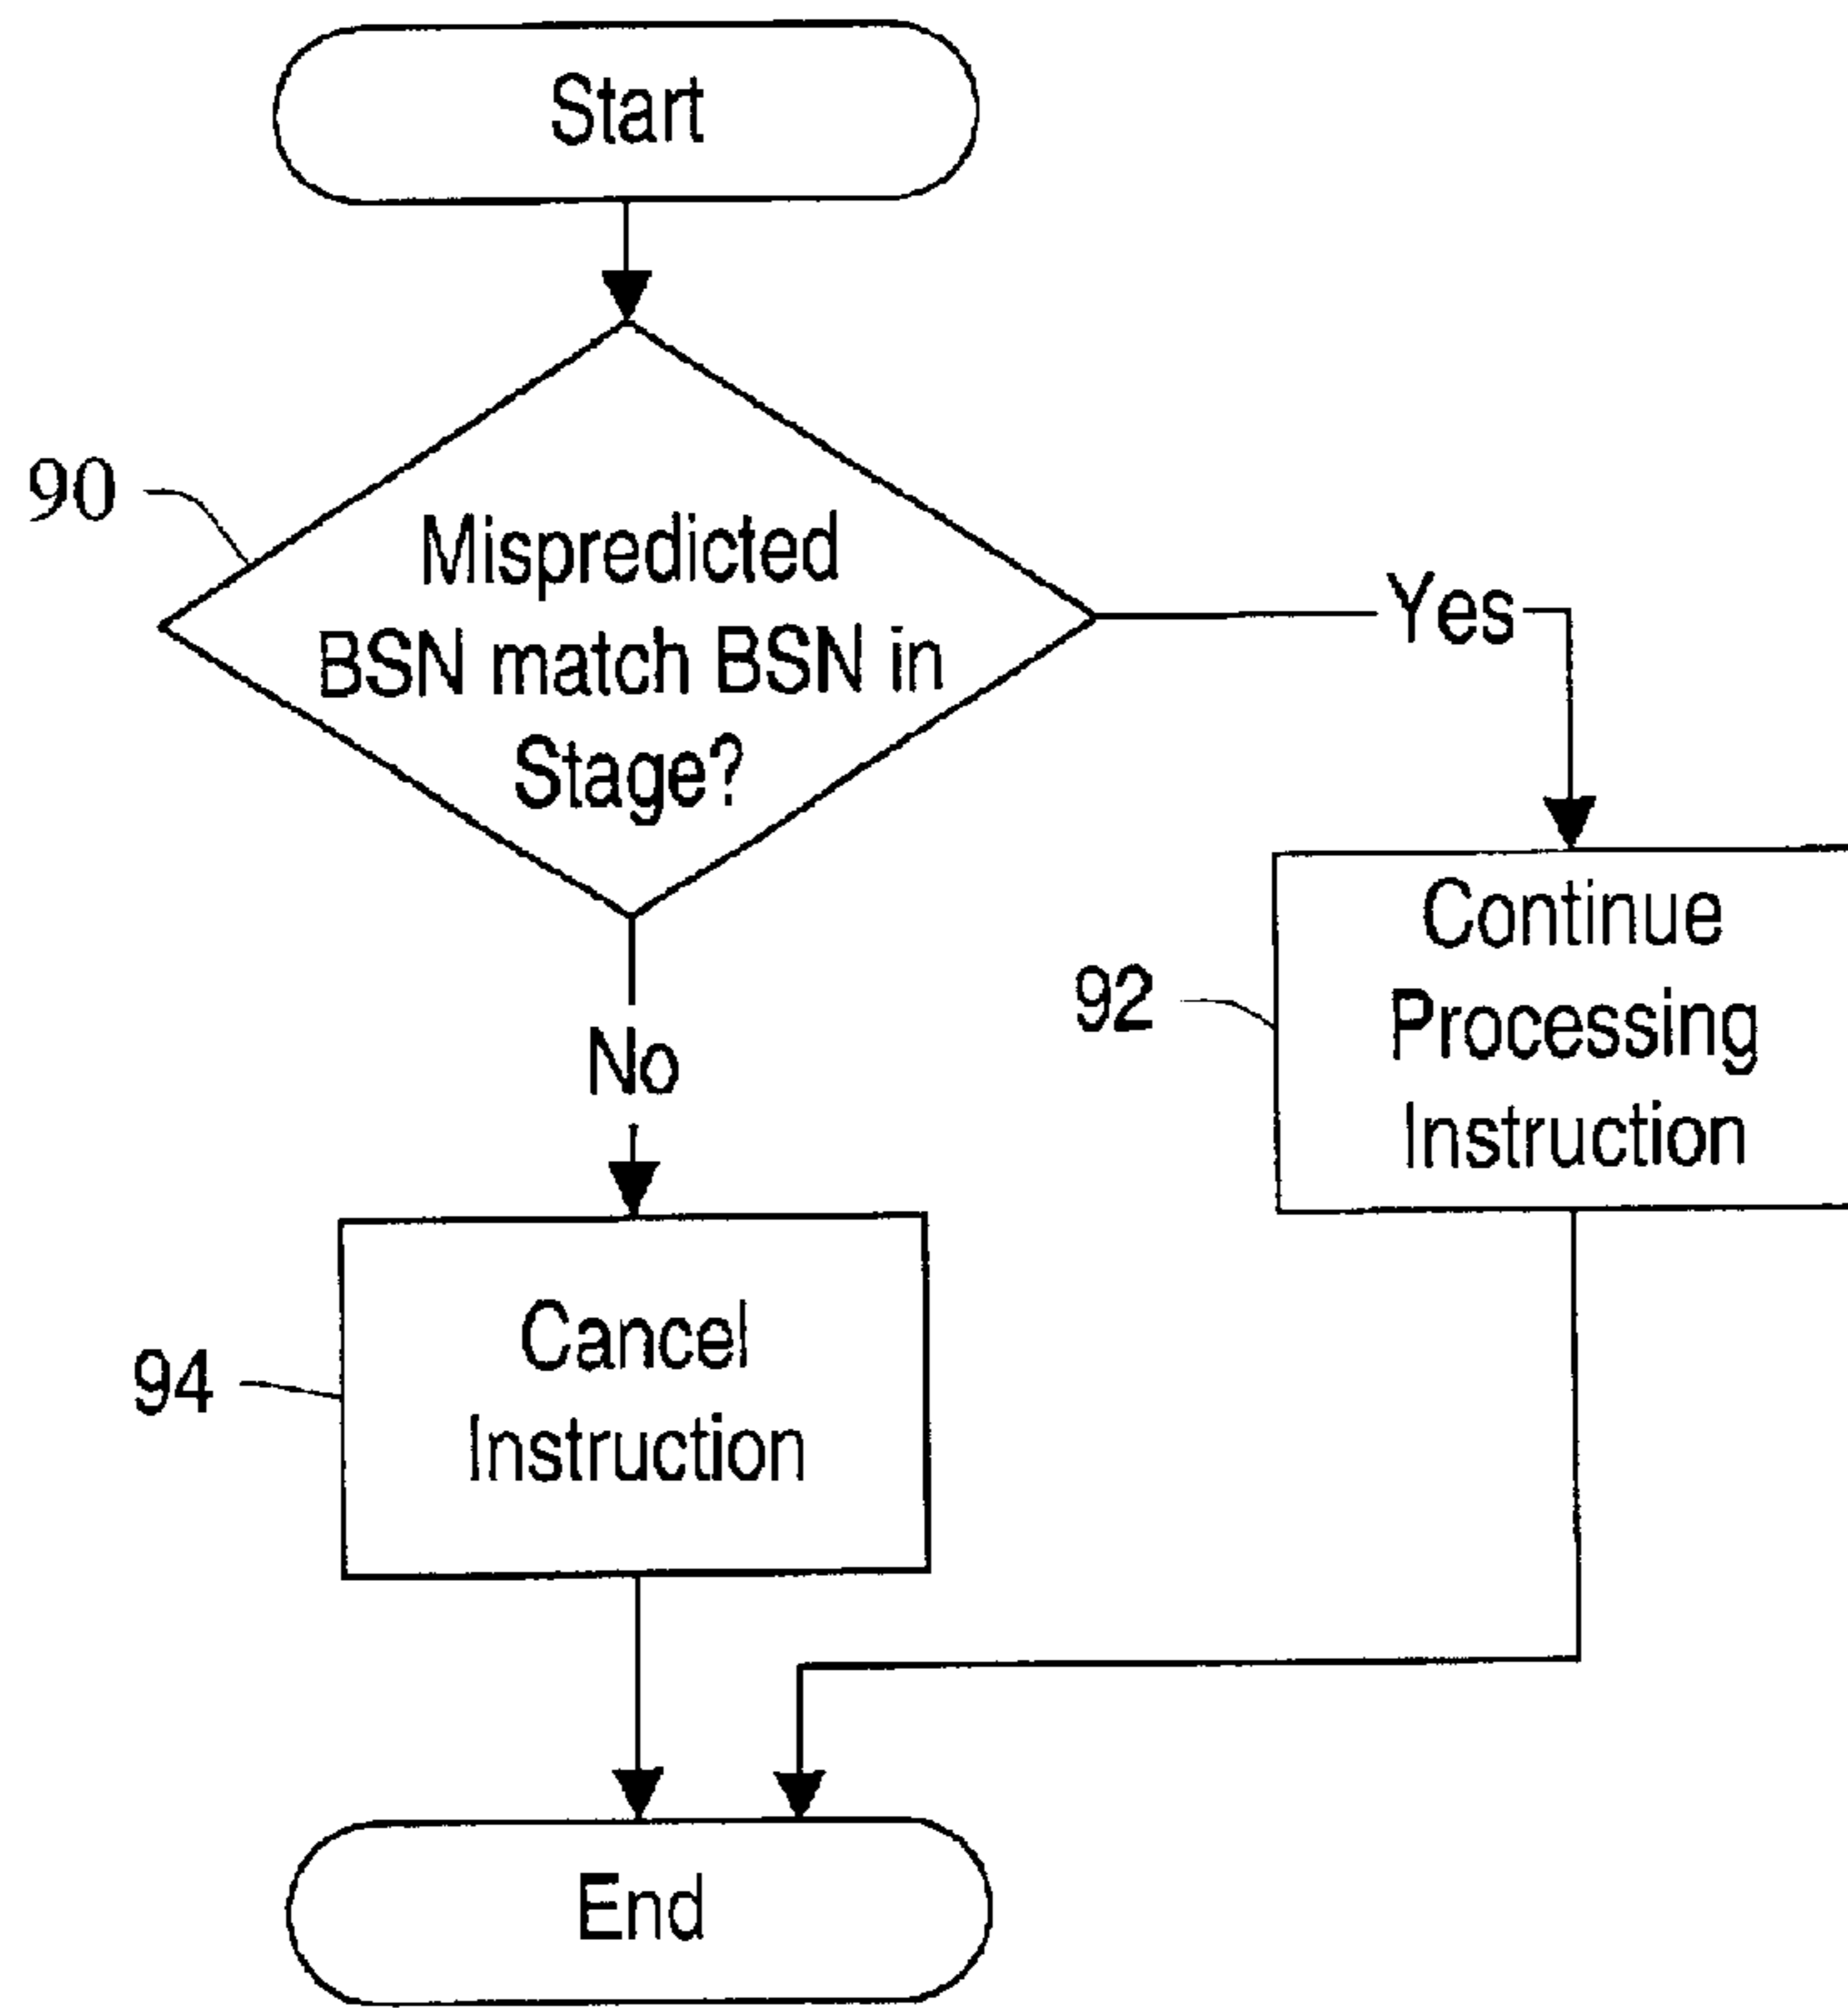 Start
90
Mispredicted
BSN match BSN in
Stage?
Yes
No
92
Continue
Processing
Instruction
94
Cancel
Instruction
End